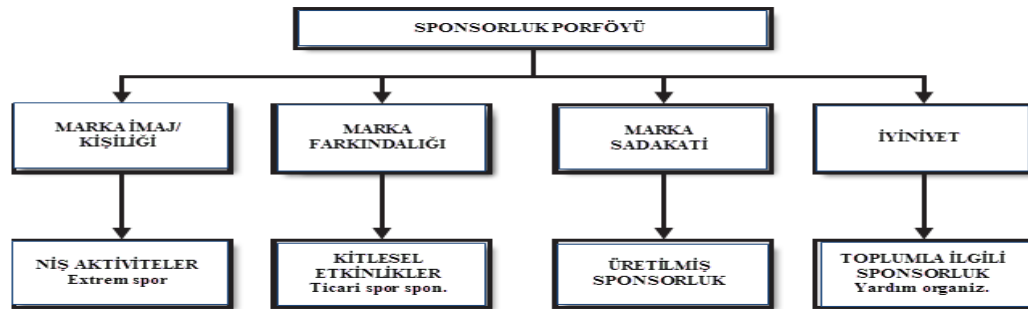 SPONSORLUK PORFÖYÜ
MARKA İMAJ/
KİŞİLİĞİ
MARKA
FARKINDALIĞI
MARKA
SADAKATİ
İYİNİYET
NİŞ AKTİVİTELER
Extrem spor
KİTLESEL
ETKİNLİKLER
Ticari spor spon.
ÜRETİLMİŞ
SPONSORLUK
TOPLUMLA İLGİLİ
SPONSORLUK
Yardım organiz.